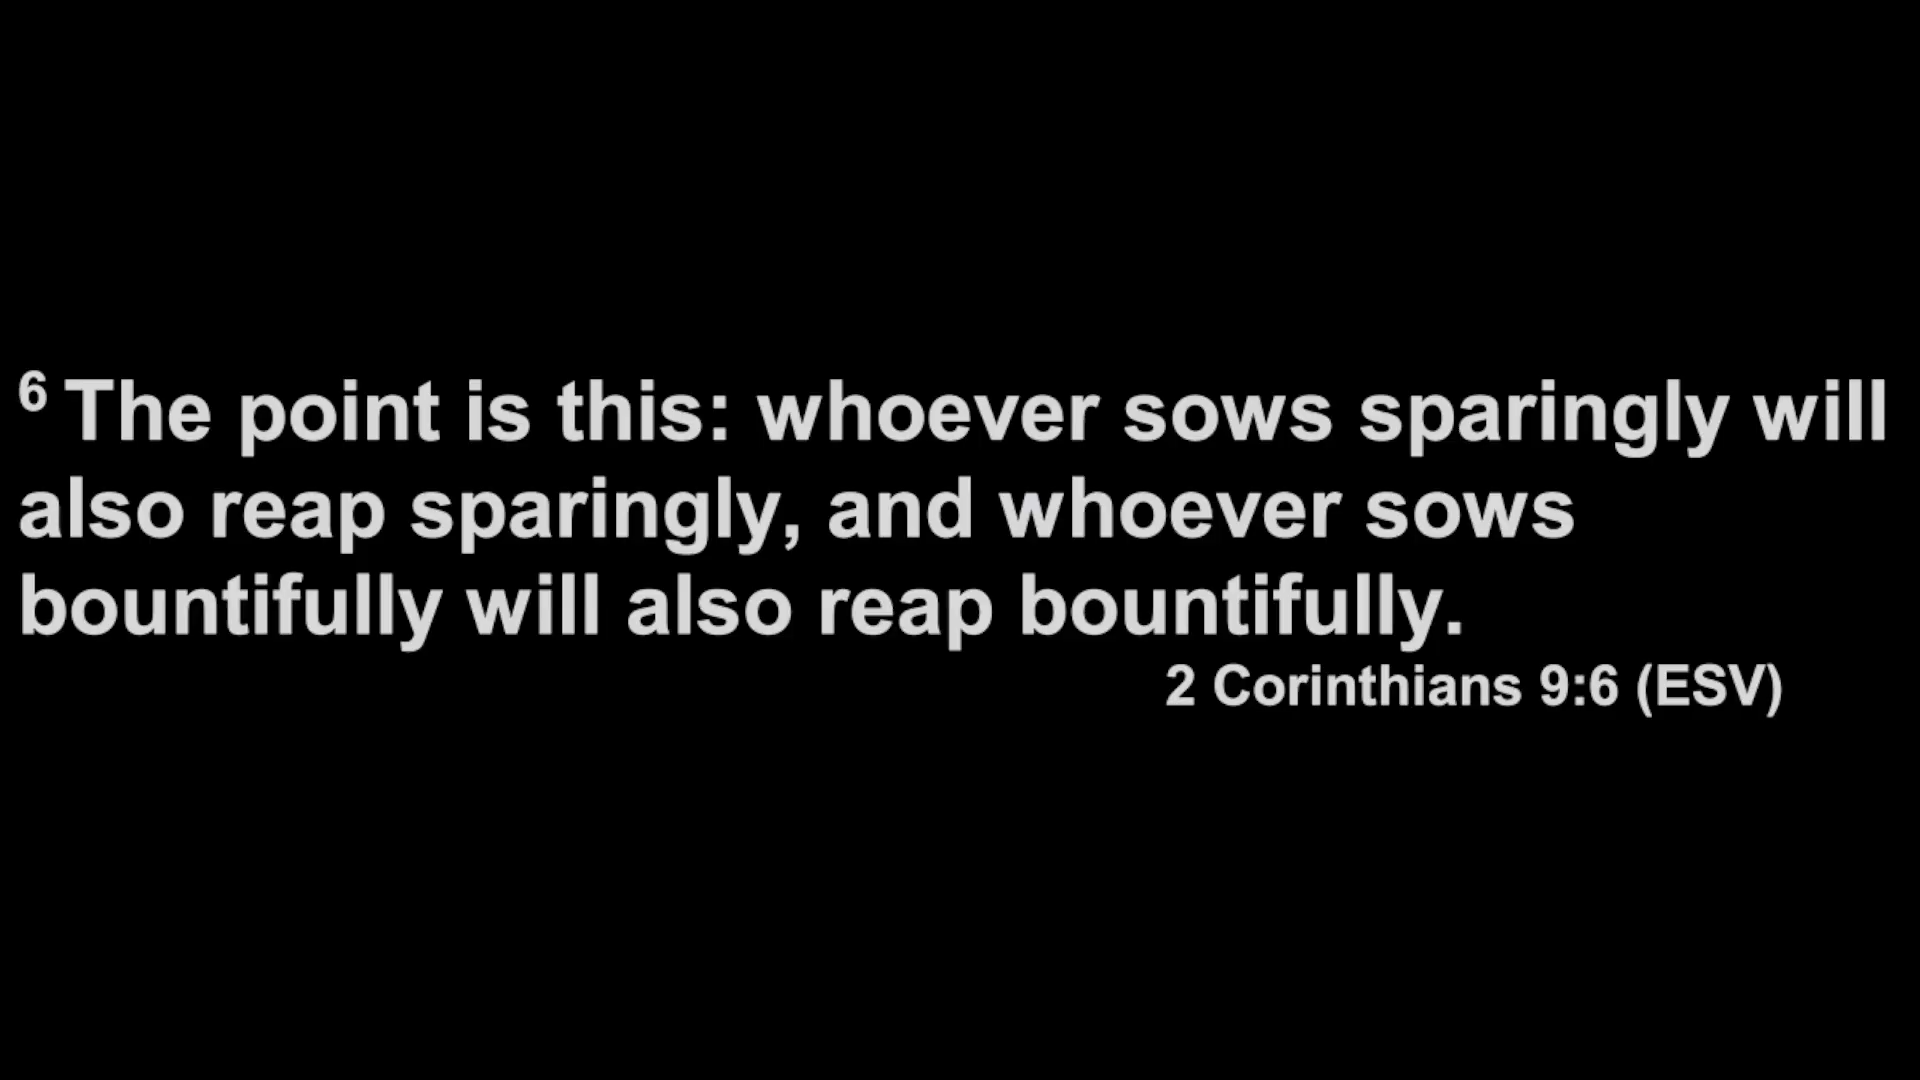 6 The point is this: whoever sows sparingly will
also reap sparingly, and whoever sows
bountifully will also reap bountifully.
2 Corinthians 9:6 (ESV)